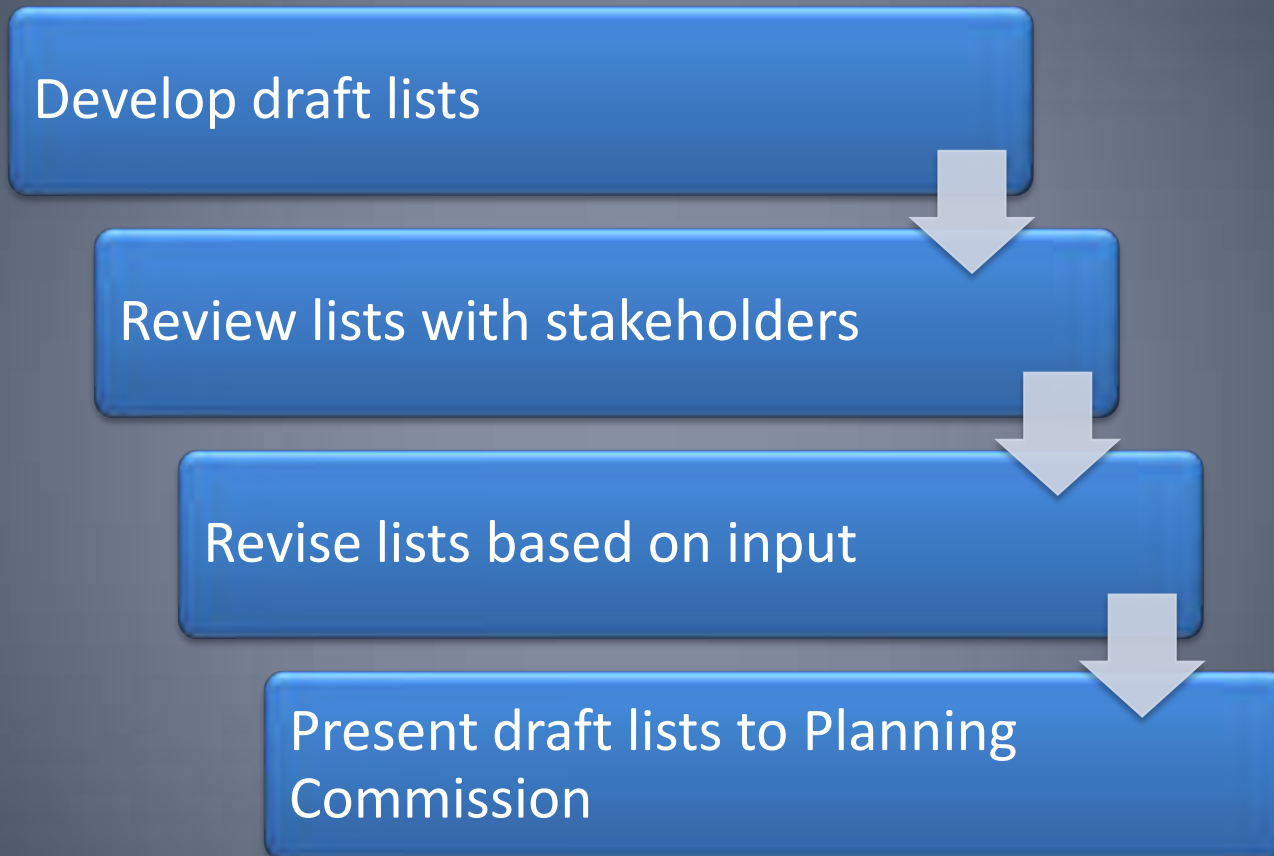 Develop draft lists
Review lists with stakeholders
Revise lists based on input
Present draft lists to Planning
Commission